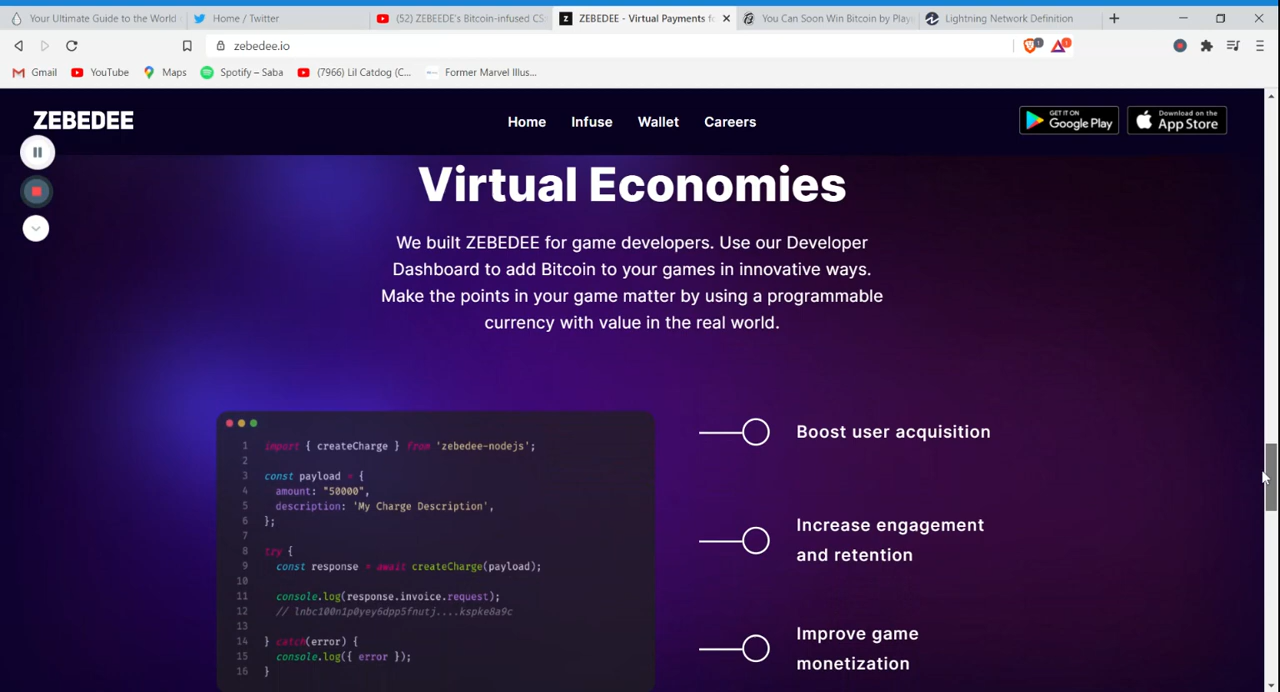 Your Ultimate Guide to the World
Home / Twitter
(52) ZEBEEDE's Bitcoin-infused CS
ZEBEDEE - Virtual Payments fo
You Can Soon Win Bitcoin by Play
Lightning Network Definition
zebedee.io
1
1
Gmail
YouTube
Maps
Spotify – Saba
(7966) Lil Catdog (C...
Former Marvel Illus...
ZEBEDEE
Home
Infuse
Wallet
Careers
GET IT ON
Google Play
Download on the
App Store
Virtual Economies
We built ZEBEDEE for game developers. Use our Developer
Dashboard to add Bitcoin to your games in innovative ways.
Make the points in your game matter by using a programmable
currency with value in the real world.
1 import { createCharge } from 'zebedee-nodejs';
2
3 const payload = {
4 amount: "50000",
5 description: 'My Charge Description',
6 };
7
8 try {
9 const response = await createCharge(payload);
10
11 console.log(response.invoice.request);
12 // lnbc100n1p0yey6dpp5fnutj....kspke8a9c
13
14 } catch(error) {
15 console.log({ error });
16 }
Boost user acquisition
Increase engagement
and retention
Improve game
monetization